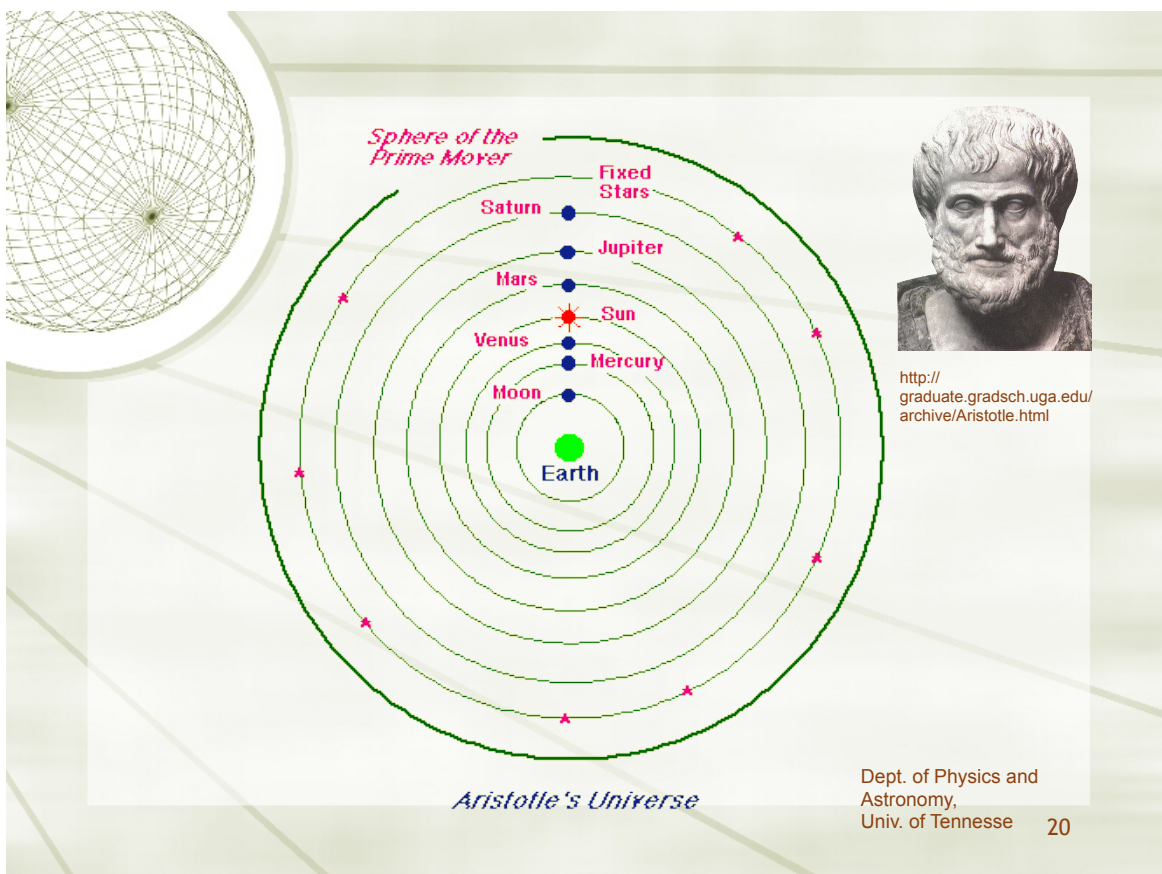 Sphere of the
Prime Mover
Fixed
Stars
Saturn
Jupiter
Mars
Sun
Venus
Mercury
Moon
Earth
http://
graduate.gradsch.uga.edu/
archive/Aristotle.html
Aristotle's Universe
Dept. of Physics and
Astronomy,
Univ. of Tennesse
20